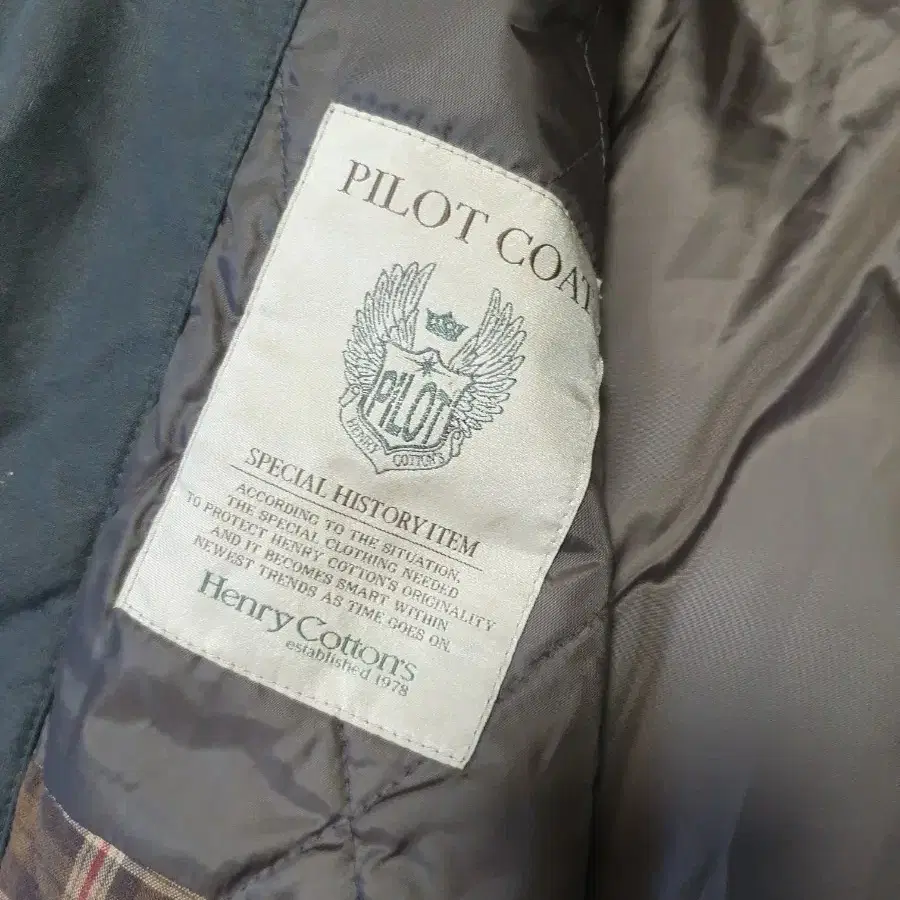 PILOT COAT
PILOT
HENRY COTTON'S
SPECIAL HISTORY ITEM
ACCORDING TO THE SITUATION,
THE SPECIAL CLOTHING NEEDED
TO PROTECT HENRY COTTON'S ORIGINALITY
AND IT BECOMES SMART WITHIN
NEWEST TRENDS AS TIME GOES ON.
Henry Cotton's
established 1978